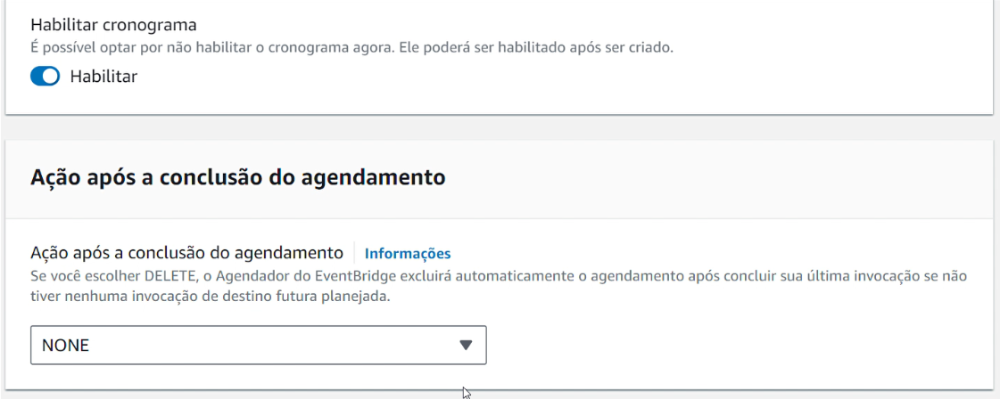 Habilitar cronograma
É possível optar por não habilitar o cronograma agora. Ele poderá ser habilitado após ser criado.
Habilitar
Ação após a conclusão do agendamento
Ação após a conclusão do agendamento Informações
Se você escolher DELETE, o Agendador do EventBridge excluirá automaticamente o agendamento após concluir sua última invocação se não
tiver nenhuma invocação de destino futura planejada.
NONE